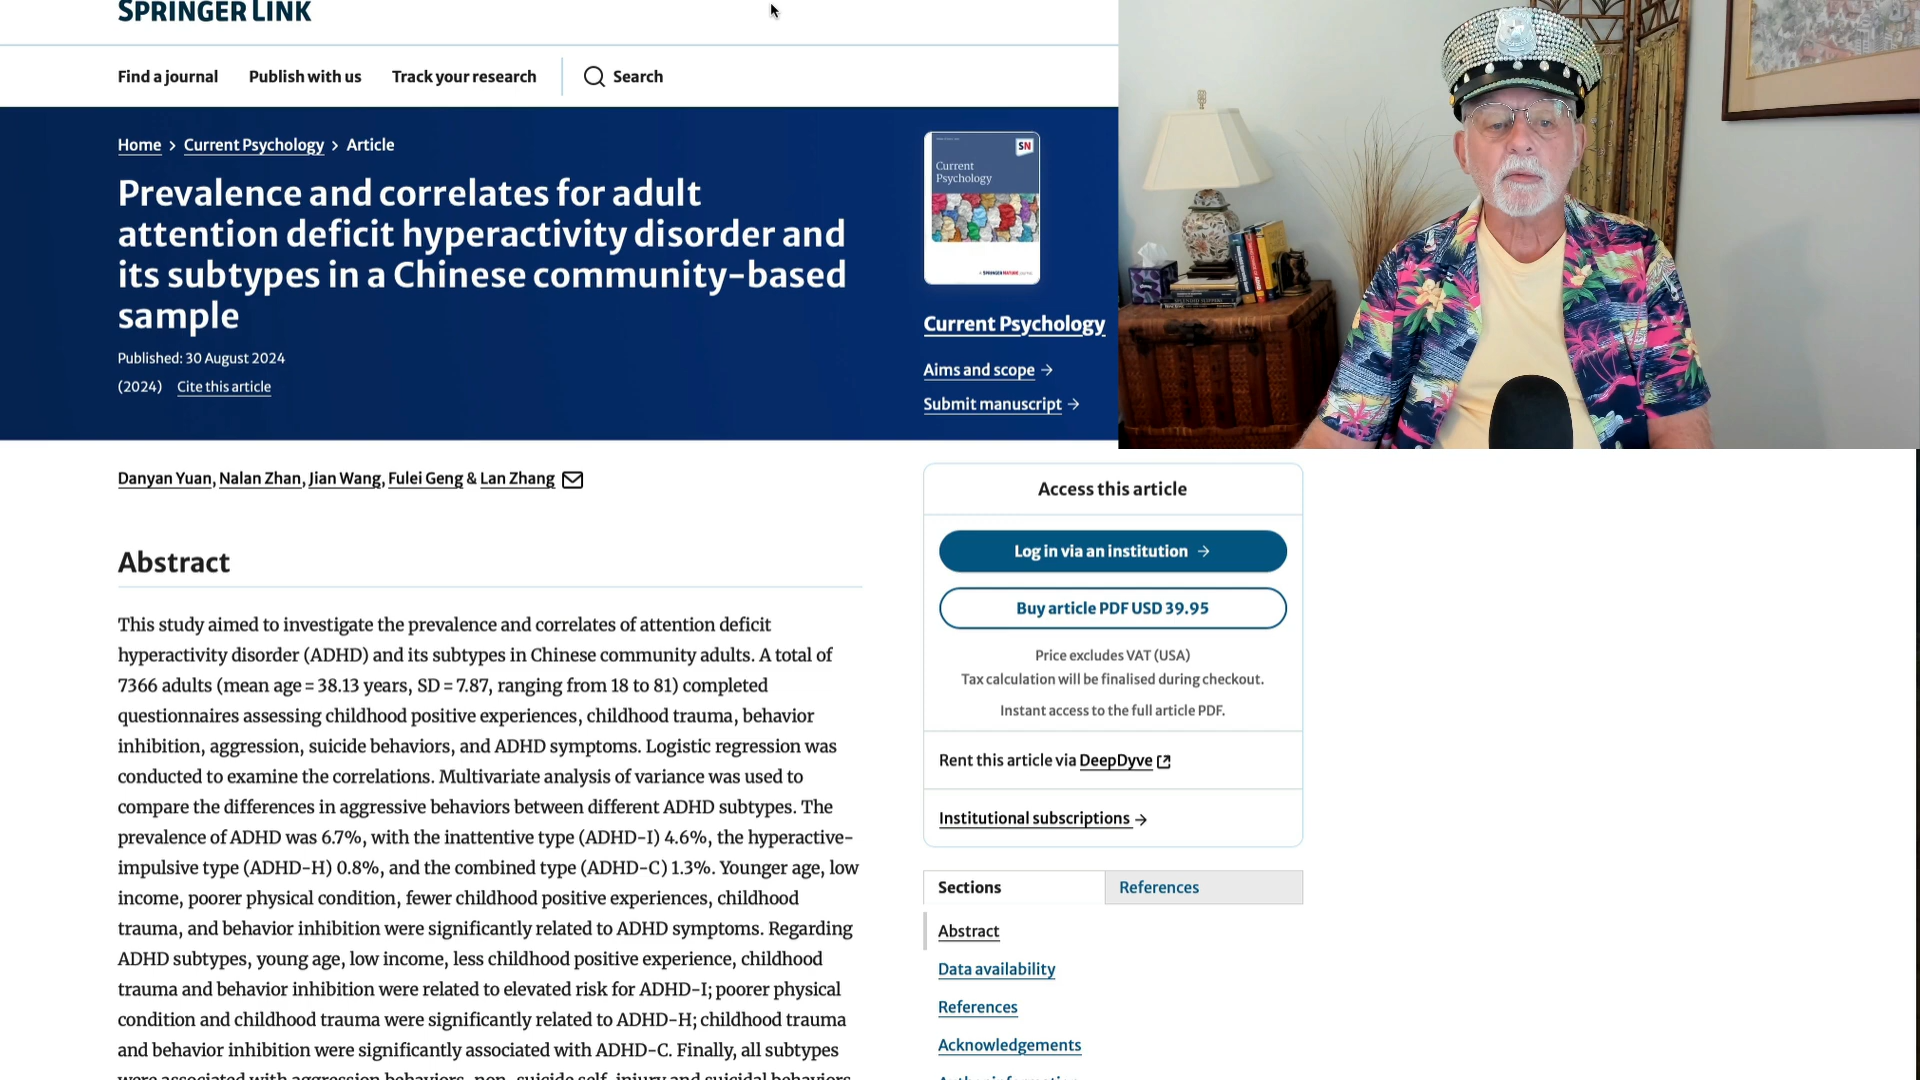 SPRINGER LINK
Find a journal
Publish with us
Track your research
Search
Home > Current Psychology > Article
Prevalence and correlates for adult
attention deficit hyperactivity disorder and
its subtypes in a Chinese community-based
sample
Published: 30 August 2024
(2024) Cite this article
SN
Current
Psychology
Current Psychology
Aims and scope →
Submit manuscript →
Danyan Yuan, Nalan Zhan, Jian Wang, Fulei Geng & Lan Zhang
Abstract
This study aimed to investigate the prevalence and correlates of attention deficit
hyperactivity disorder (ADHD) and its subtypes in Chinese community adults. A total of
7366 adults (mean age = 38.13 years, SD = 7.87, ranging from 18 to 81) completed
questionnaires assessing childhood positive experiences, childhood trauma, behavior
inhibition, aggression, suicide behaviors, and ADHD symptoms. Logistic regression was
conducted to examine the correlations. Multivariate analysis of variance was used to
compare the differences in aggressive behaviors between different ADHD subtypes. The
prevalence of ADHD was 6.7%, with the inattentive type (ADHD-I) 4.6%, the hyperactive-
impulsive type (ADHD-H) 0.8%, and the combined type (ADHD-C) 1.3%. Younger age, low
income, poorer physical condition, fewer childhood positive experiences, childhood
trauma, and behavior inhibition were significantly related to ADHD symptoms. Regarding
ADHD subtypes, young age, low income, less childhood positive experience, childhood
trauma and behavior inhibition were related to elevated risk for ADHD-I; poorer physical
condition and childhood trauma were significantly related to ADHD-H; childhood trauma
and behavior inhibition were significantly associated with ADHD-C. Finally, all subtypes
were associated with aggression behaviors, non-suicide self-injury and suicidal behaviors.
Access this article
Log in via an institution →
Buy article PDF USD 39.95
Price excludes VAT (USA)
Tax calculation will be finalised during checkout.
Instant access to the full article PDF.
Rent this article via DeepDyve
Institutional subscriptions →
Sections
References
Abstract
Data availability
References
Acknowledgements
Author information